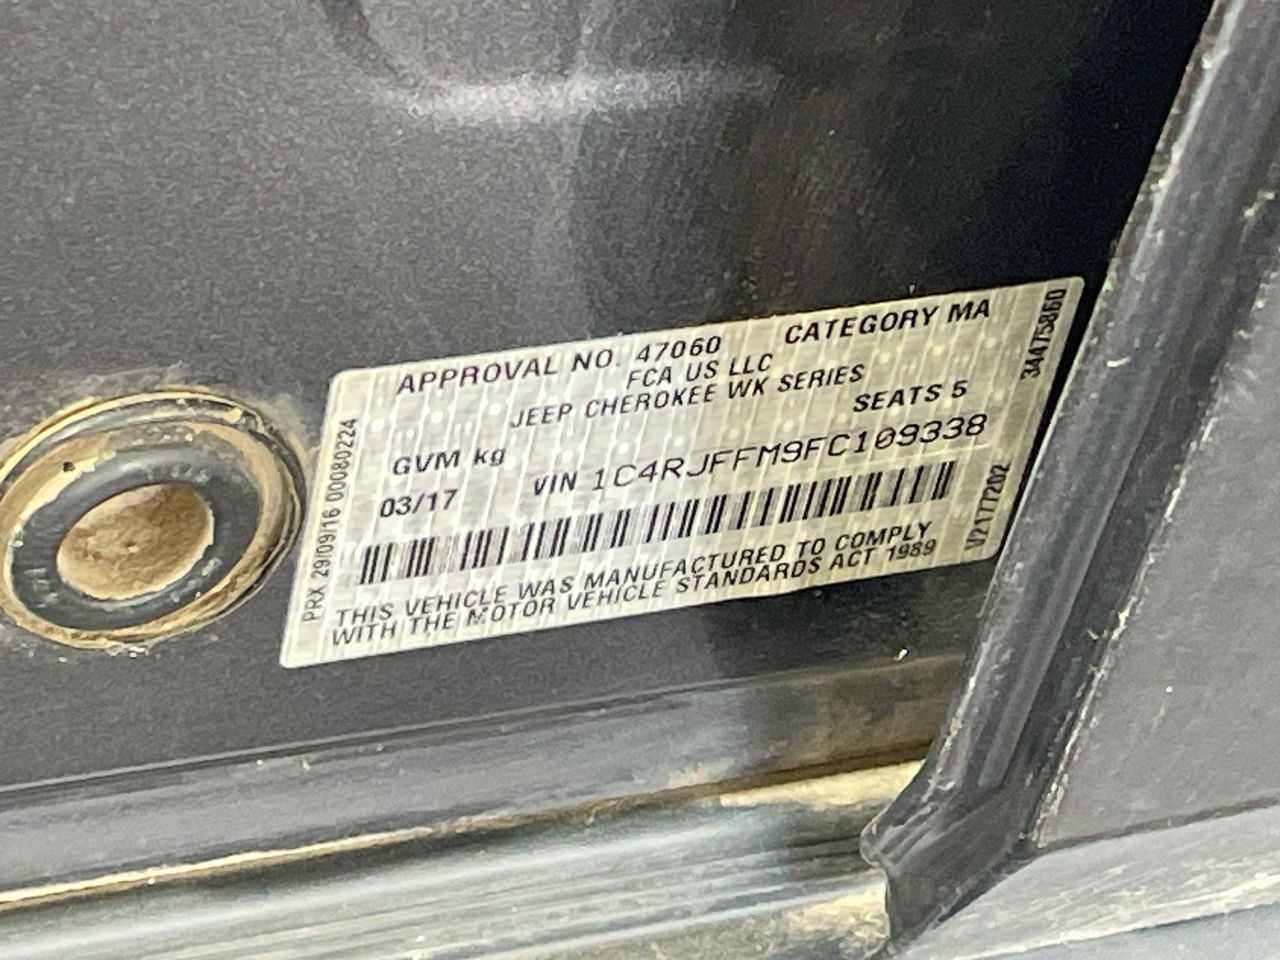 APPROVAL NO. 47060 CATEGORY MA
FCA US LLC
JEEP CHEROKEE WK SERIES
SEATS 5
GVM kg
03/17 VIN 1C4RJFFM9FC109338
THIS VEHICLE WAS MANUFACTURED TO COMPLY
WITH THE MOTOR VEHICLE STANDARDS ACT 1989
PRX 29/09/16 00080224
34475860
V2177202